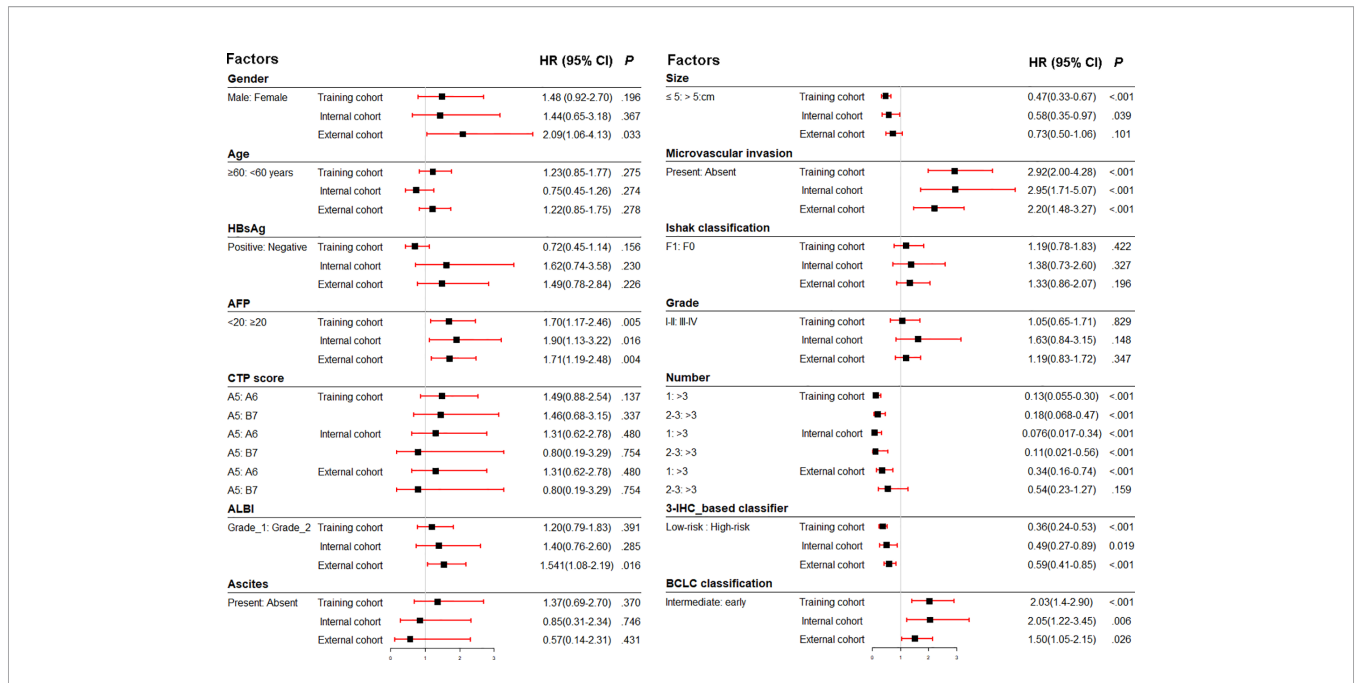 Factors HR (95% CI) P
Gender
Male: Female Training cohort 1.48 (0.92-2.70) .196
Internal cohort 1.44 (0.65-3.18) .367
External cohort 2.09 (1.06-4.13) .033
Age
≥60: <60 years Training cohort 1.23(0.85-1.77) .275
Internal cohort 0.75(0.45-1.26) .274
External cohort 1.22(0.85-1.75) .278
HBsAg
Positive: Negative Training cohort 0.72(0.45-1.14) .156
Internal cohort 1.62(0.74-3.58) .230
External cohort 1.49(0.78-2.84) .226
AFP
<20: ≥20 Training cohort 1.70(1.17-2.46) .005
Internal cohort 1.90(1.13-3.22) .016
External cohort 1.71(1.19-2.48) .004
CTP score
A5: A6 Training cohort 1.49(0.88-2.54) .137
A5: B7 1.46(0.68-3.15) .337
A5: A6 Internal cohort 1.31(0.62-2.78) .480
A5: B7 0.80(0.19-3.29) .754
A5: A6 External cohort 1.31(0.62-2.78) .480
A5: B7 0.80(0.19-3.29) .754
ALBI
Grade_1: Grade_2 Training cohort 1.20(0.79-1.83) .391
Internal cohort 1.40(0.76-2.60) .285
External cohort 1.541(1.08-2.19) .016
Ascites
Present: Absent Training cohort 1.37(0.69-2.70) .370
Internal cohort 0.85(0.31-2.34) .746
External cohort 0.57(0.14-2.31) .431
0 1 2 3
Factors HR (95% CI) P
Size
≤ 5: > 5:cm Training cohort 0.47(0.33-0.67) <.001
Internal cohort 0.58(0.35-0.97) .039
External cohort 0.73(0.50-1.06) .101
Microvascular invasion
Present: Absent Training cohort 2.92(2.00-4.28) <.001
Internal cohort 2.95(1.71-5.07) <.001
External cohort 2.20(1.48-3.27) <.001
Ishak classification
F1: F0 Training cohort 1.19(0.78-1.83) .422
Internal cohort 1.38(0.73-2.60) .327
External cohort 1.33(0.86-2.07) .196
Grade
I-II: III-IV Training cohort 1.05(0.65-1.71) .829
Internal cohort 1.63(0.84-3.15) .148
External cohort 1.19(0.83-1.72) .347
Number
1: >3 Training cohort 0.13(0.055-0.30) <.001
2-3: >3 0.18(0.068-0.47) <.001
1: >3 Internal cohort 0.076(0.017-0.34) <.001
2-3: >3 0.11(0.021-0.56) <.001
1: >3 External cohort 0.34(0.16-0.74) <.001
2-3: >3 0.54(0.23-1.27) .159
3-IHC_based classifier
Low-risk : High-risk Training cohort 0.36(0.24-0.53) <.001
Internal cohort 0.49(0.27-0.89) 0.019
External cohort 0.59(0.41-0.85) <.001
BCLC classification
Intermediate: early Training cohort 2.03(1.4-2.90) <.001
Internal cohort 2.05(1.22-3.45) .006
External cohort 1.50(1.05-2.15) .026
0 1 2 3